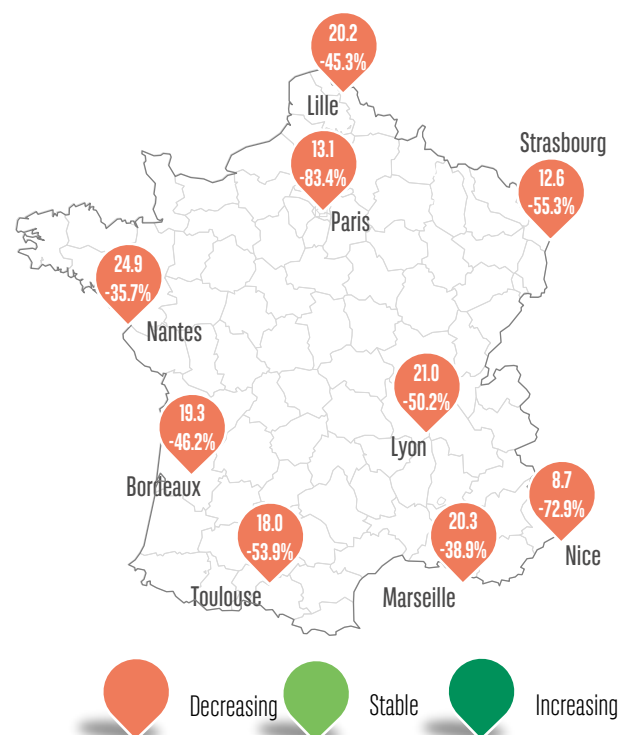 20.2
-45.3%
Lille
13.1
-83.4%
Paris
Strasbourg
12.6
-55.3%
24.9
-35.7%
Nantes
21.0
-50.2%
Lyon
19.3
-46.2%
Bordeaux
8.7
-72.9%
Nice
18.0
-53.9%
Toulouse
20.3
-38.9%
Marseille
Decreasing
Stable
Increasing